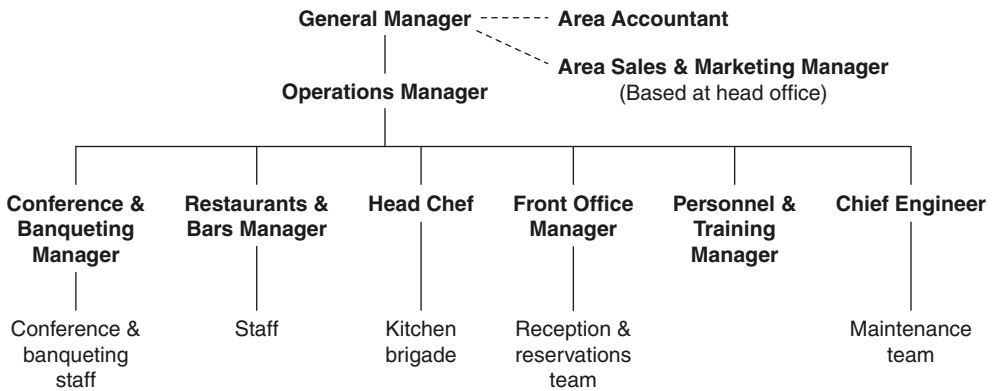 General Manager
Area Accountant
Area Sales & Marketing Manager
(Based at head office)
Operations Manager
Conference &
Banqueting
Manager
Restaurants &
Bars Manager
Head Chef
Front Office
Manager
Personnel &
Training
Manager
Chief Engineer
Conference &
banqueting
staff
Staff
Kitchen
brigade
Reception &
reservations
team
Maintenance
team